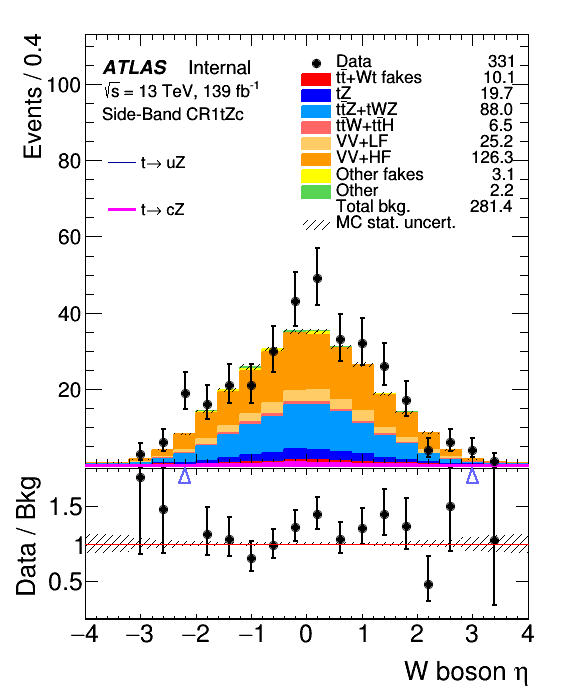 Events / 0.4
100
80
60
40
20
ATLAS Internal
√s = 13 TeV, 139 fb⁻¹
Side-Band CR1tZc
t→ uZ
t→ cZ
Data 331
tt̄+Wt fakes 10.1
tZ 19.7
tt̄Z+tWZ 88.0
tt̄W+tt̄H 6.5
VV+LF 25.2
VV+HF 126.3
Other fakes 3.1
Other 2.2
Total bkg. 281.4
MC stat. uncert.
Data / Bkg
1.5
1
0.5
−4 −3 −2 −1 0 1 2 3 4
W boson η